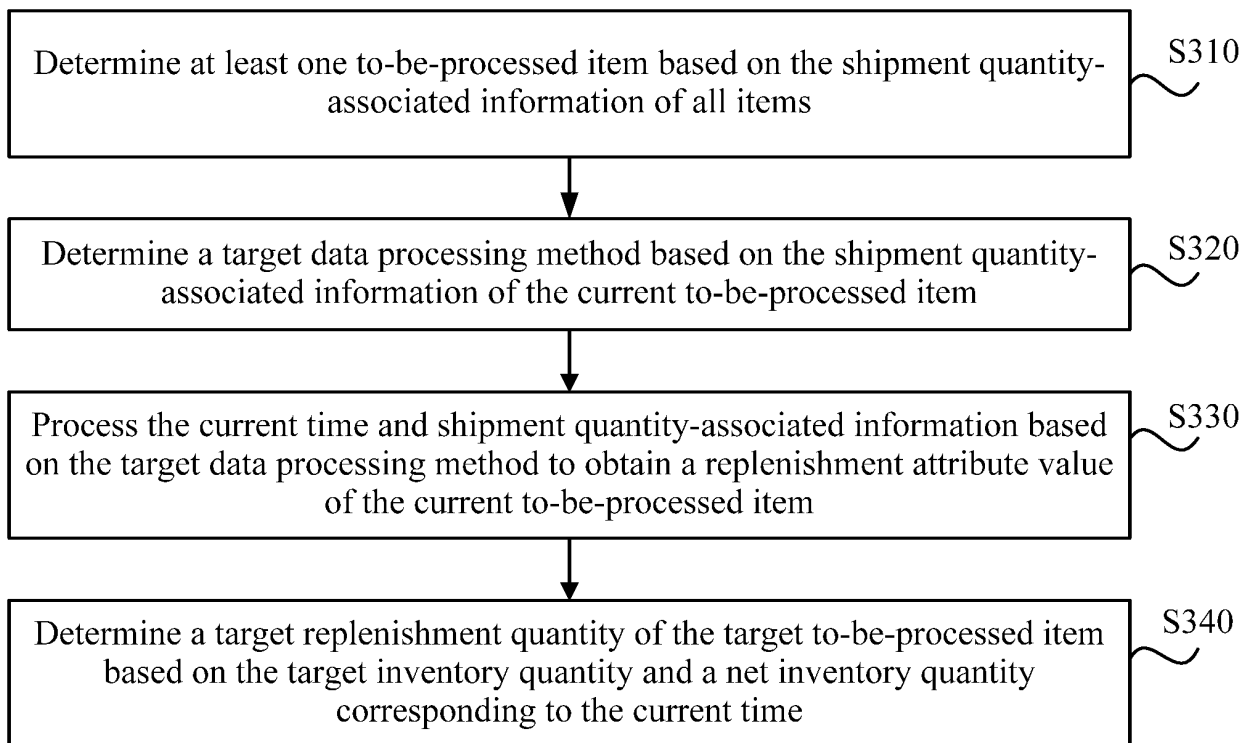 Determine at least one to-be-processed item based on the shipment quantity-
associated information of all items
S310
Determine a target data processing method based on the shipment quantity-
associated information of the current to-be-processed item
S320
Process the current time and shipment quantity-associated information based
on the target data processing method to obtain a replenishment attribute value
of the current to-be-processed item
S330
Determine a target replenishment quantity of the target to-be-processed item
based on the target inventory quantity and a net inventory quantity
corresponding to the current time
S340